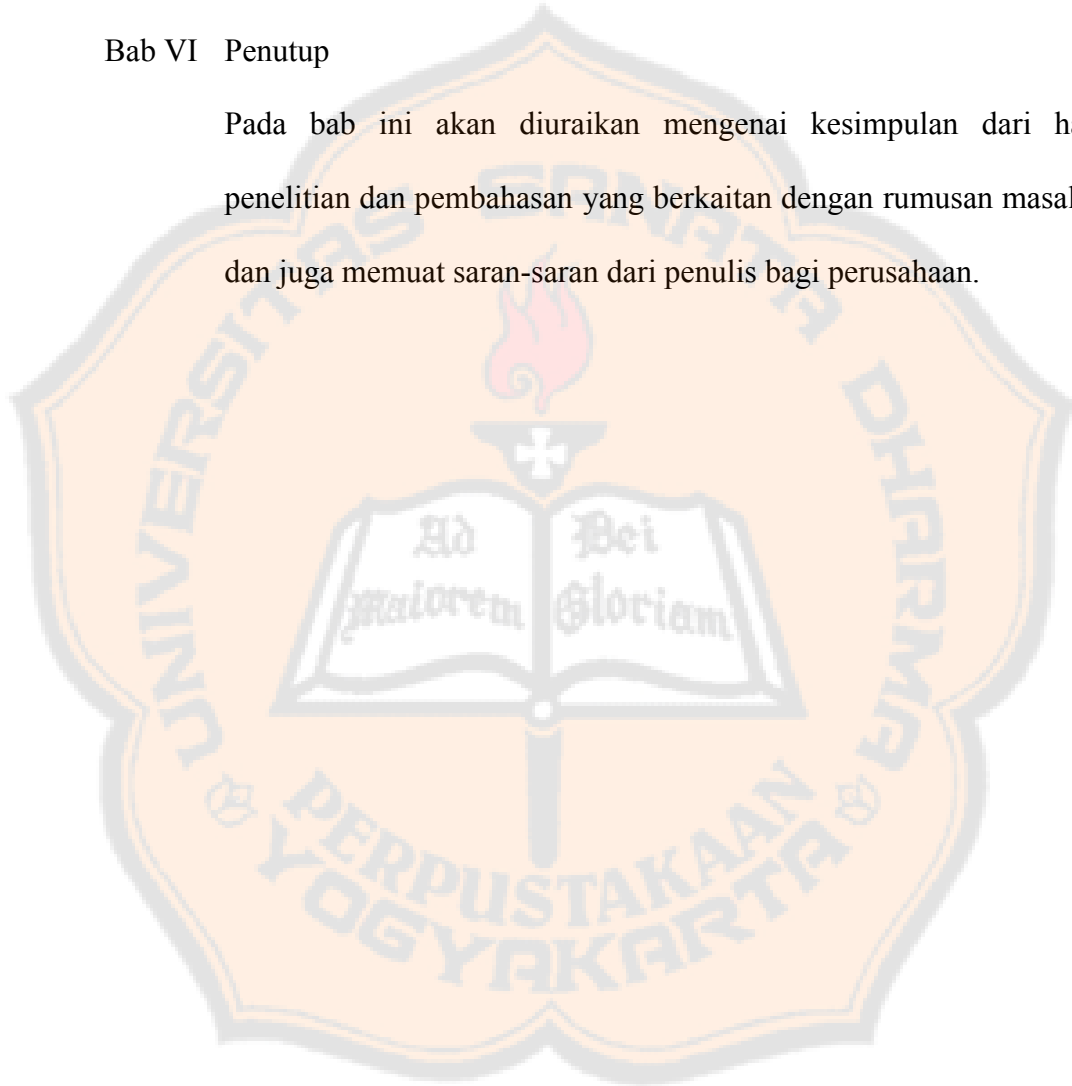 Bab VI Penutup
Pada bab ini akan diuraikan mengenai kesimpulan dari
penelitian dan pembahasan yang berkaitan dengan rumusan
dan juga memuat saran-saran dari penulis bagi perusahaan.
UNIVERSITAS SANATA DHARMA
Ad Dei
maiorem Gloriam
PERPUSTAKAAN
YOGYAKARTA